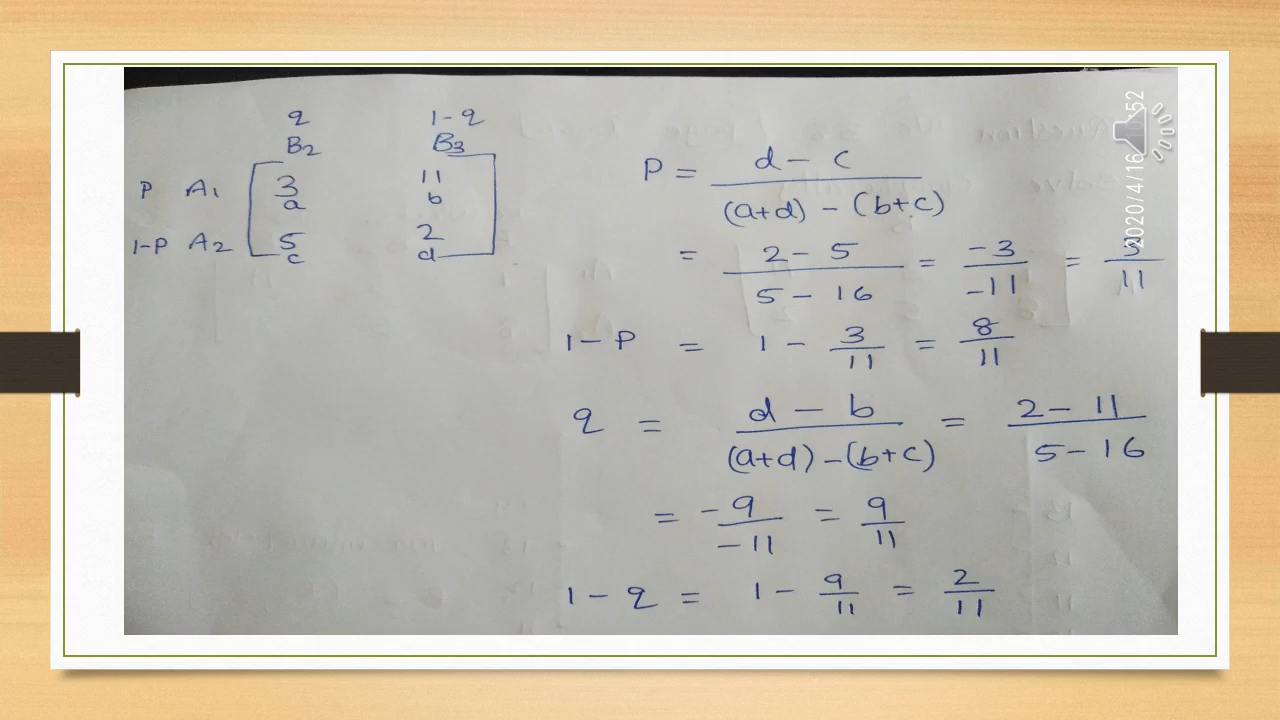 q 1-q
B2 B3
P A1 3 11
a b
1-P A2 5 2
c d
P = d - c / (a+d) - (b+c)
= 2 - 5 / 5 - 16 = -3 / -11 = 3 / 11
1 - P = 1 - 3 / 11 = 8 / 11
q = d - b / (a+d) - (b+c) = 2 - 11 / 5 - 16
= -9 / -11 = 9 / 11
1 - q = 1 - 9 / 11 = 2 / 11
2020/4/16
52